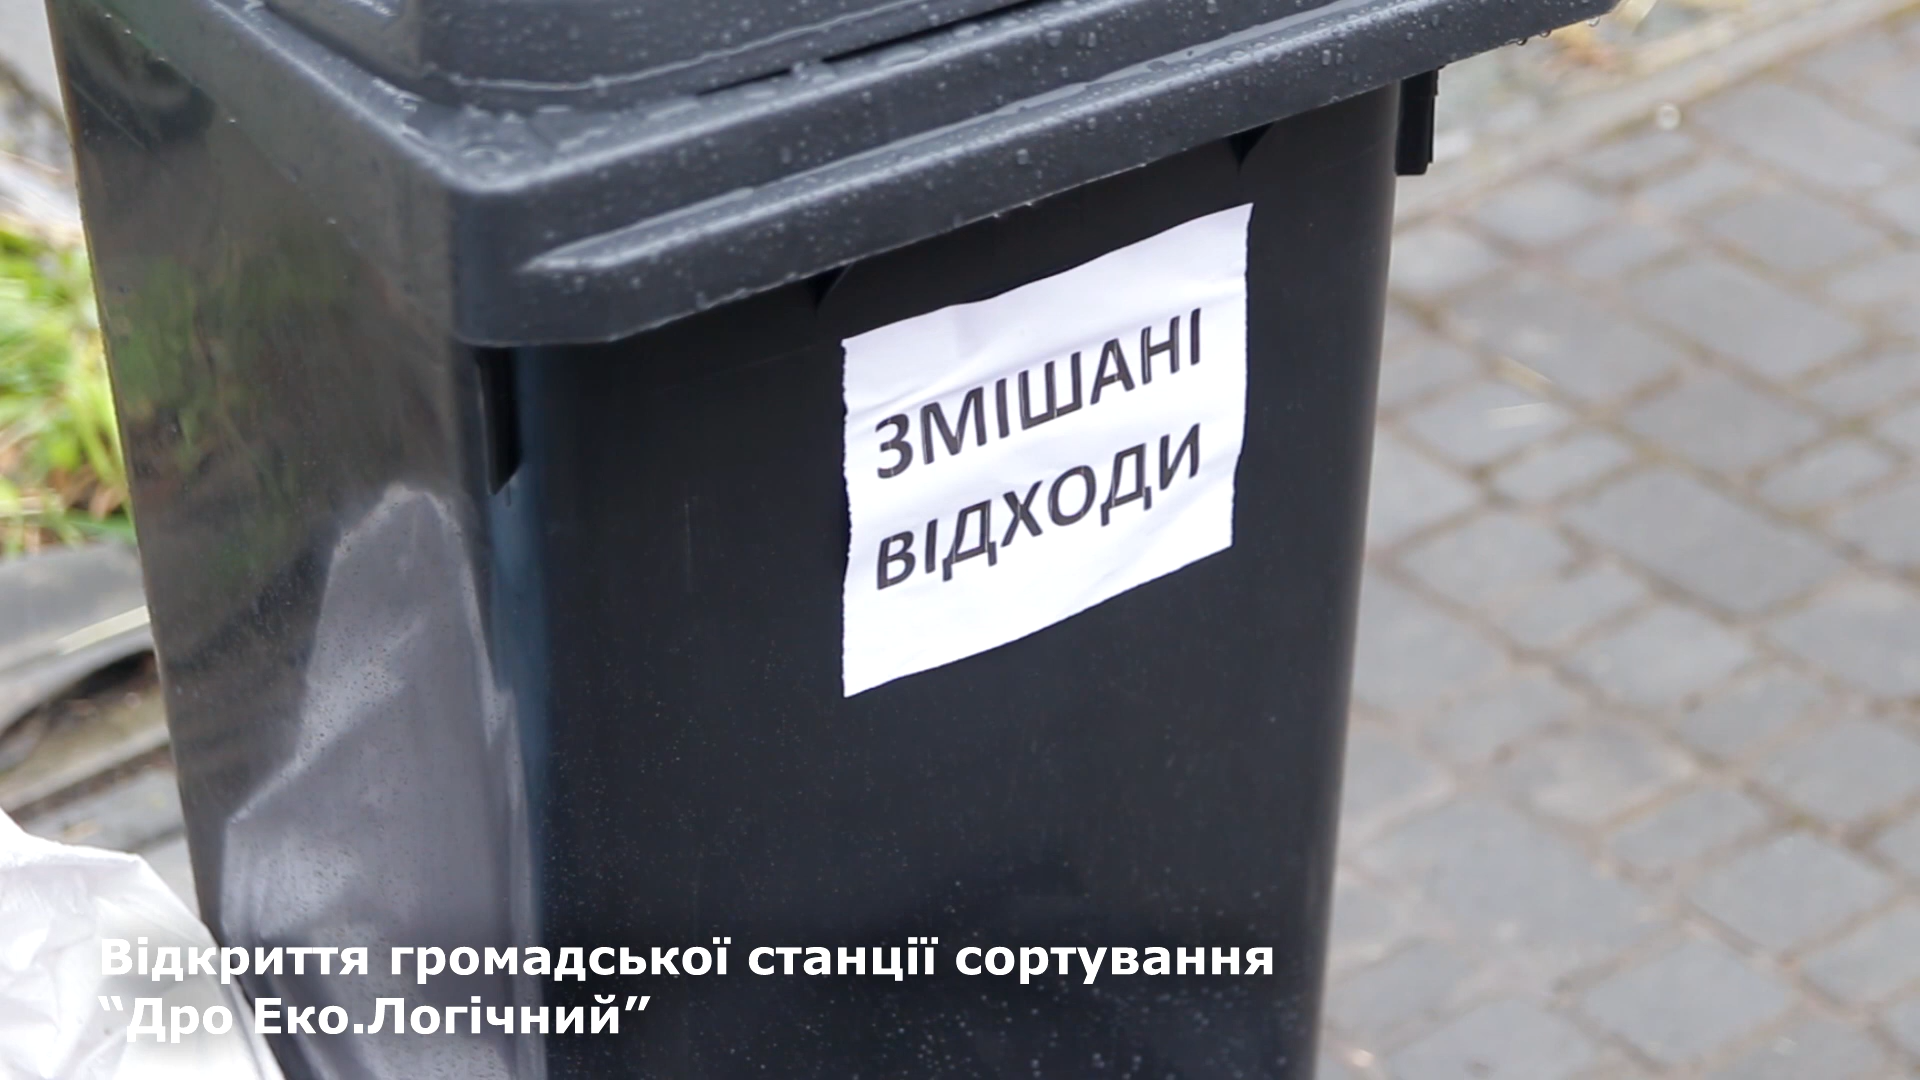 ЗМІШАНІ
ВІДХОДИ
Відкриття громадської станції сортування
“Дро Еко.Логічний”